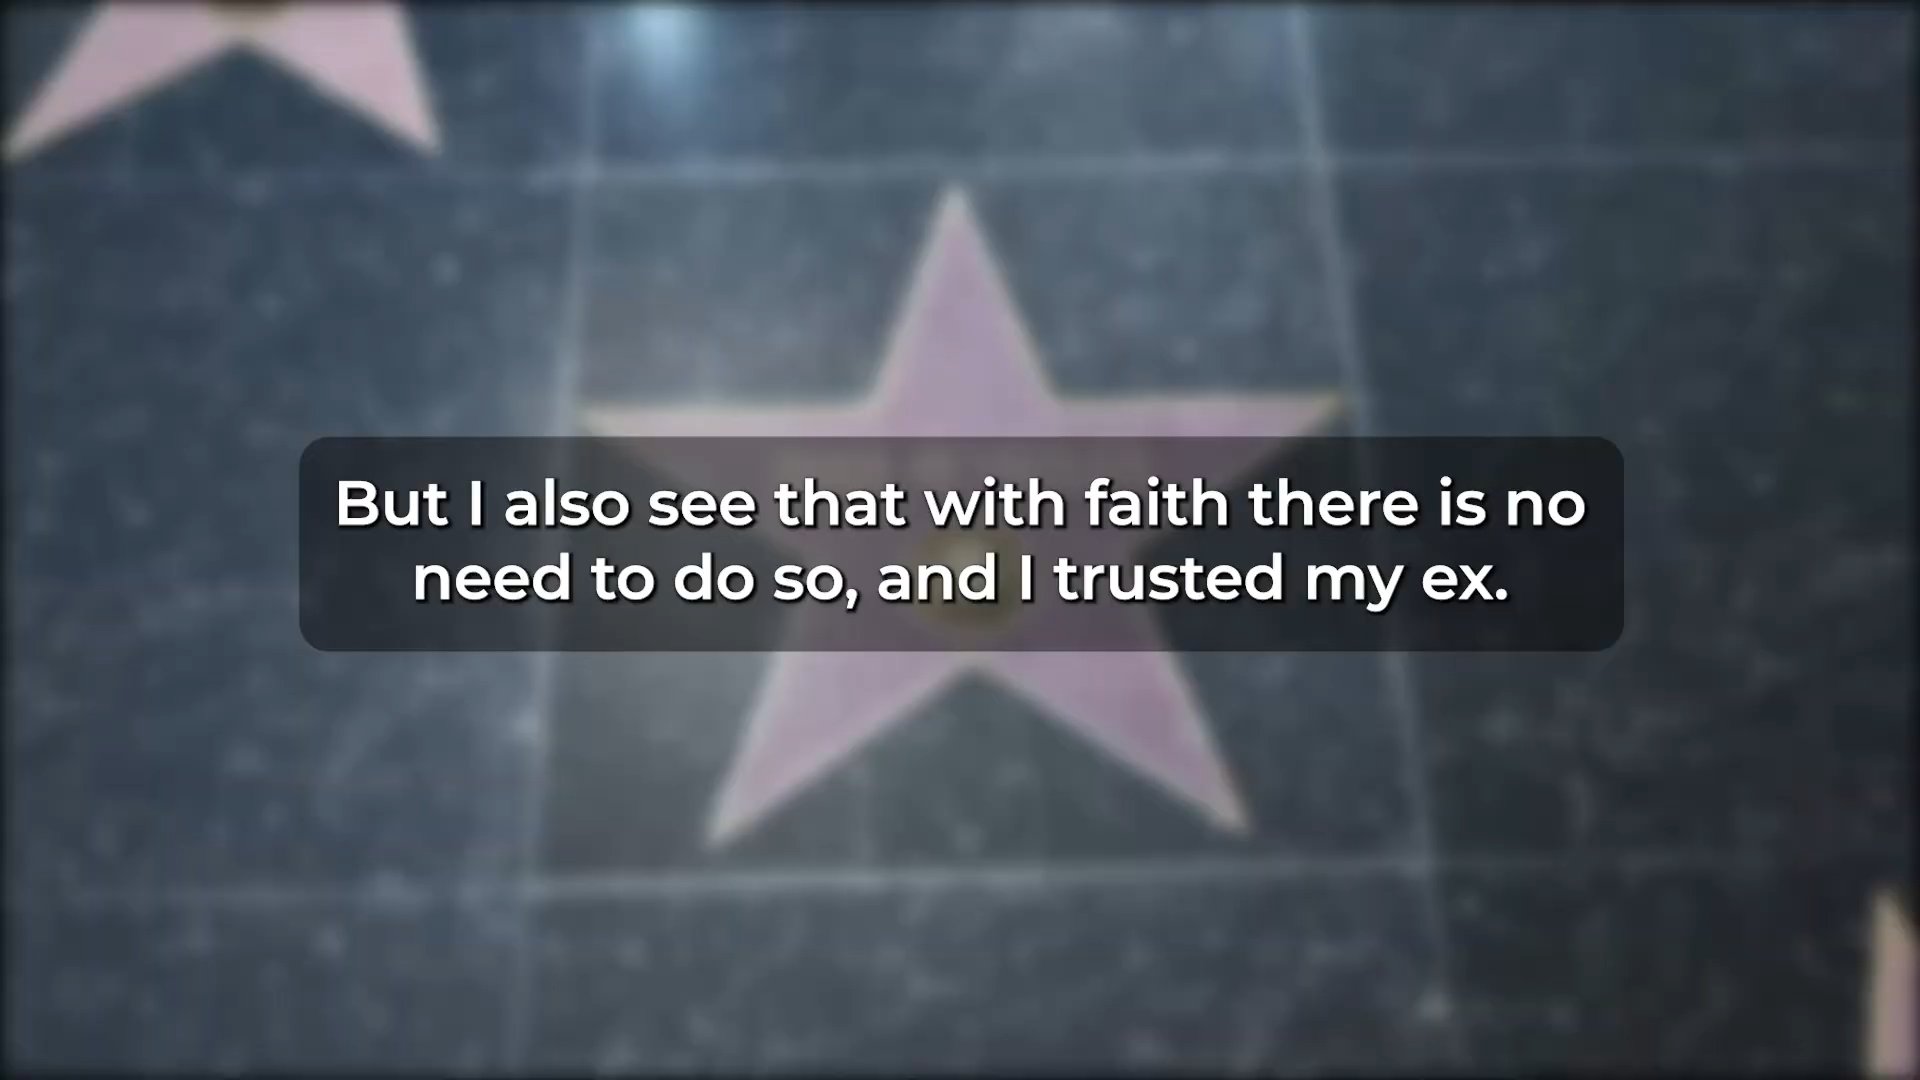 But I also see that with faith there is no
need to do so, and I trusted my ex.